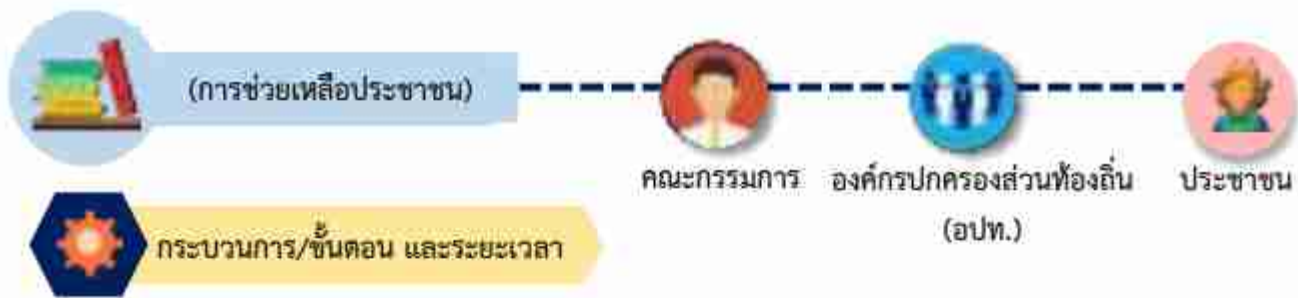 (การช่วยเหลือประชาชน)
คณะกรรมการ
องค์กรปกครองส่วนท้องถิ่น
(อปท.)
ประชาชน
กระบวนการ/ขั้นตอน และระยะเวลา